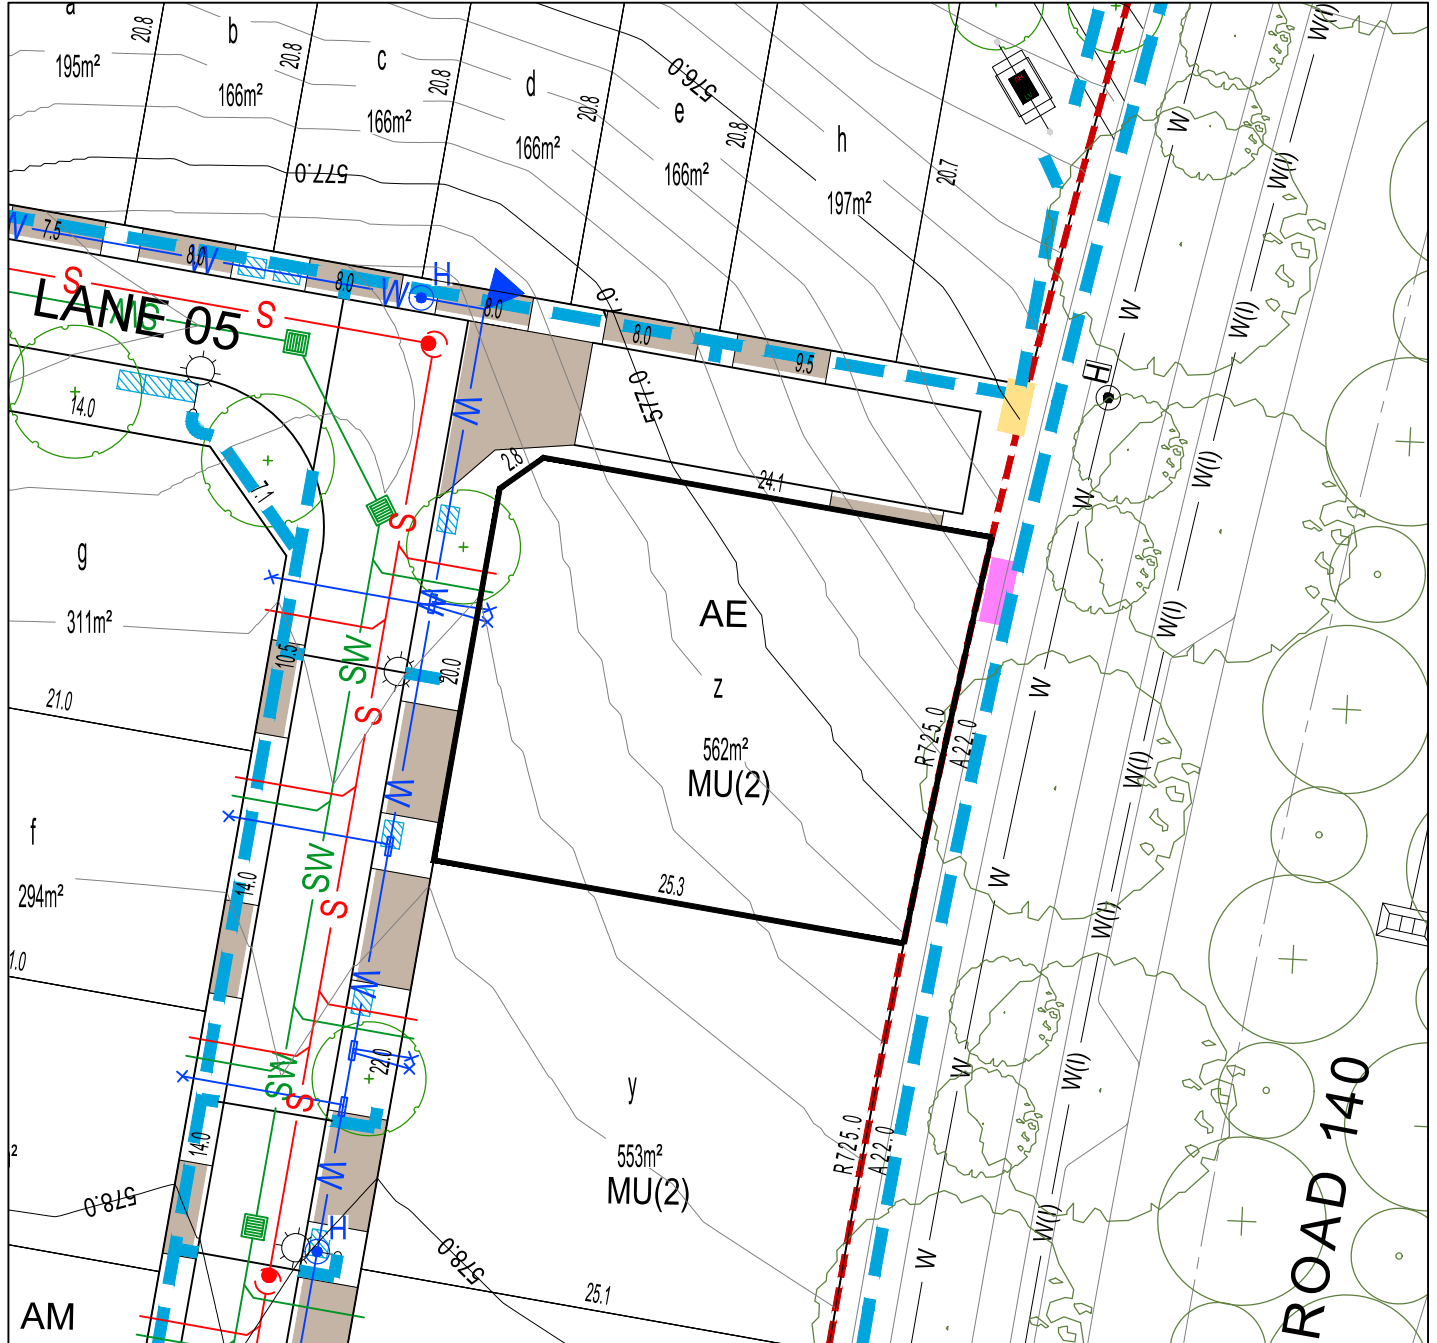 a
195m²
20.8
b
166m²
20.8
c
166m²
20.8
d
166m²
20.8
e
166m²
20.8
h
197m²
20.7
576.0
577.0
W
7.5
8.0
W
8.0
W
H
8.0
8.0
9.5
577.0
S
S
LANE 05
SW
14.0
7.1
2.8
24.1
W
S
g
311m²
10.5
21.0
SW
S
W
20.0
AE
z
562m²
MU(2)
R725.0
A22.0
f
294m²
14.0
SW
S
W
25.3
W
22.0
SW
S
14.0
1.0
y
553m²
MU(2)
R725.0
A22.0
578.0
W
H
578.0
25.1
AM
W(I)
W
W(I)
W
W(I)
H
W
W(I)
W
W(I)
W
W(I)
W
W(I)
W
W(I)
W
W(I)
ROAD 140